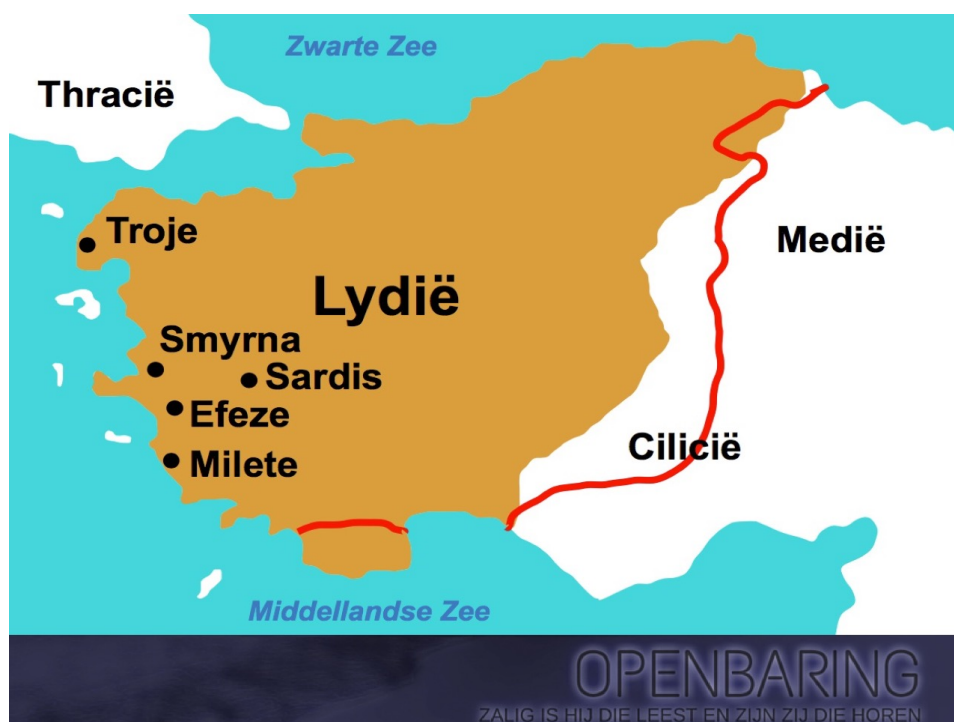 Zwarte Zee
Thracië
Troje
Medië
Lydië
Smyrna
Sardis
Efeze
Cilicië
Milete
Middellandse Zee
OPENBARING
ZALIG IS HIJ DIE LEEST EN ZIJN ZIJ DIE HOREN